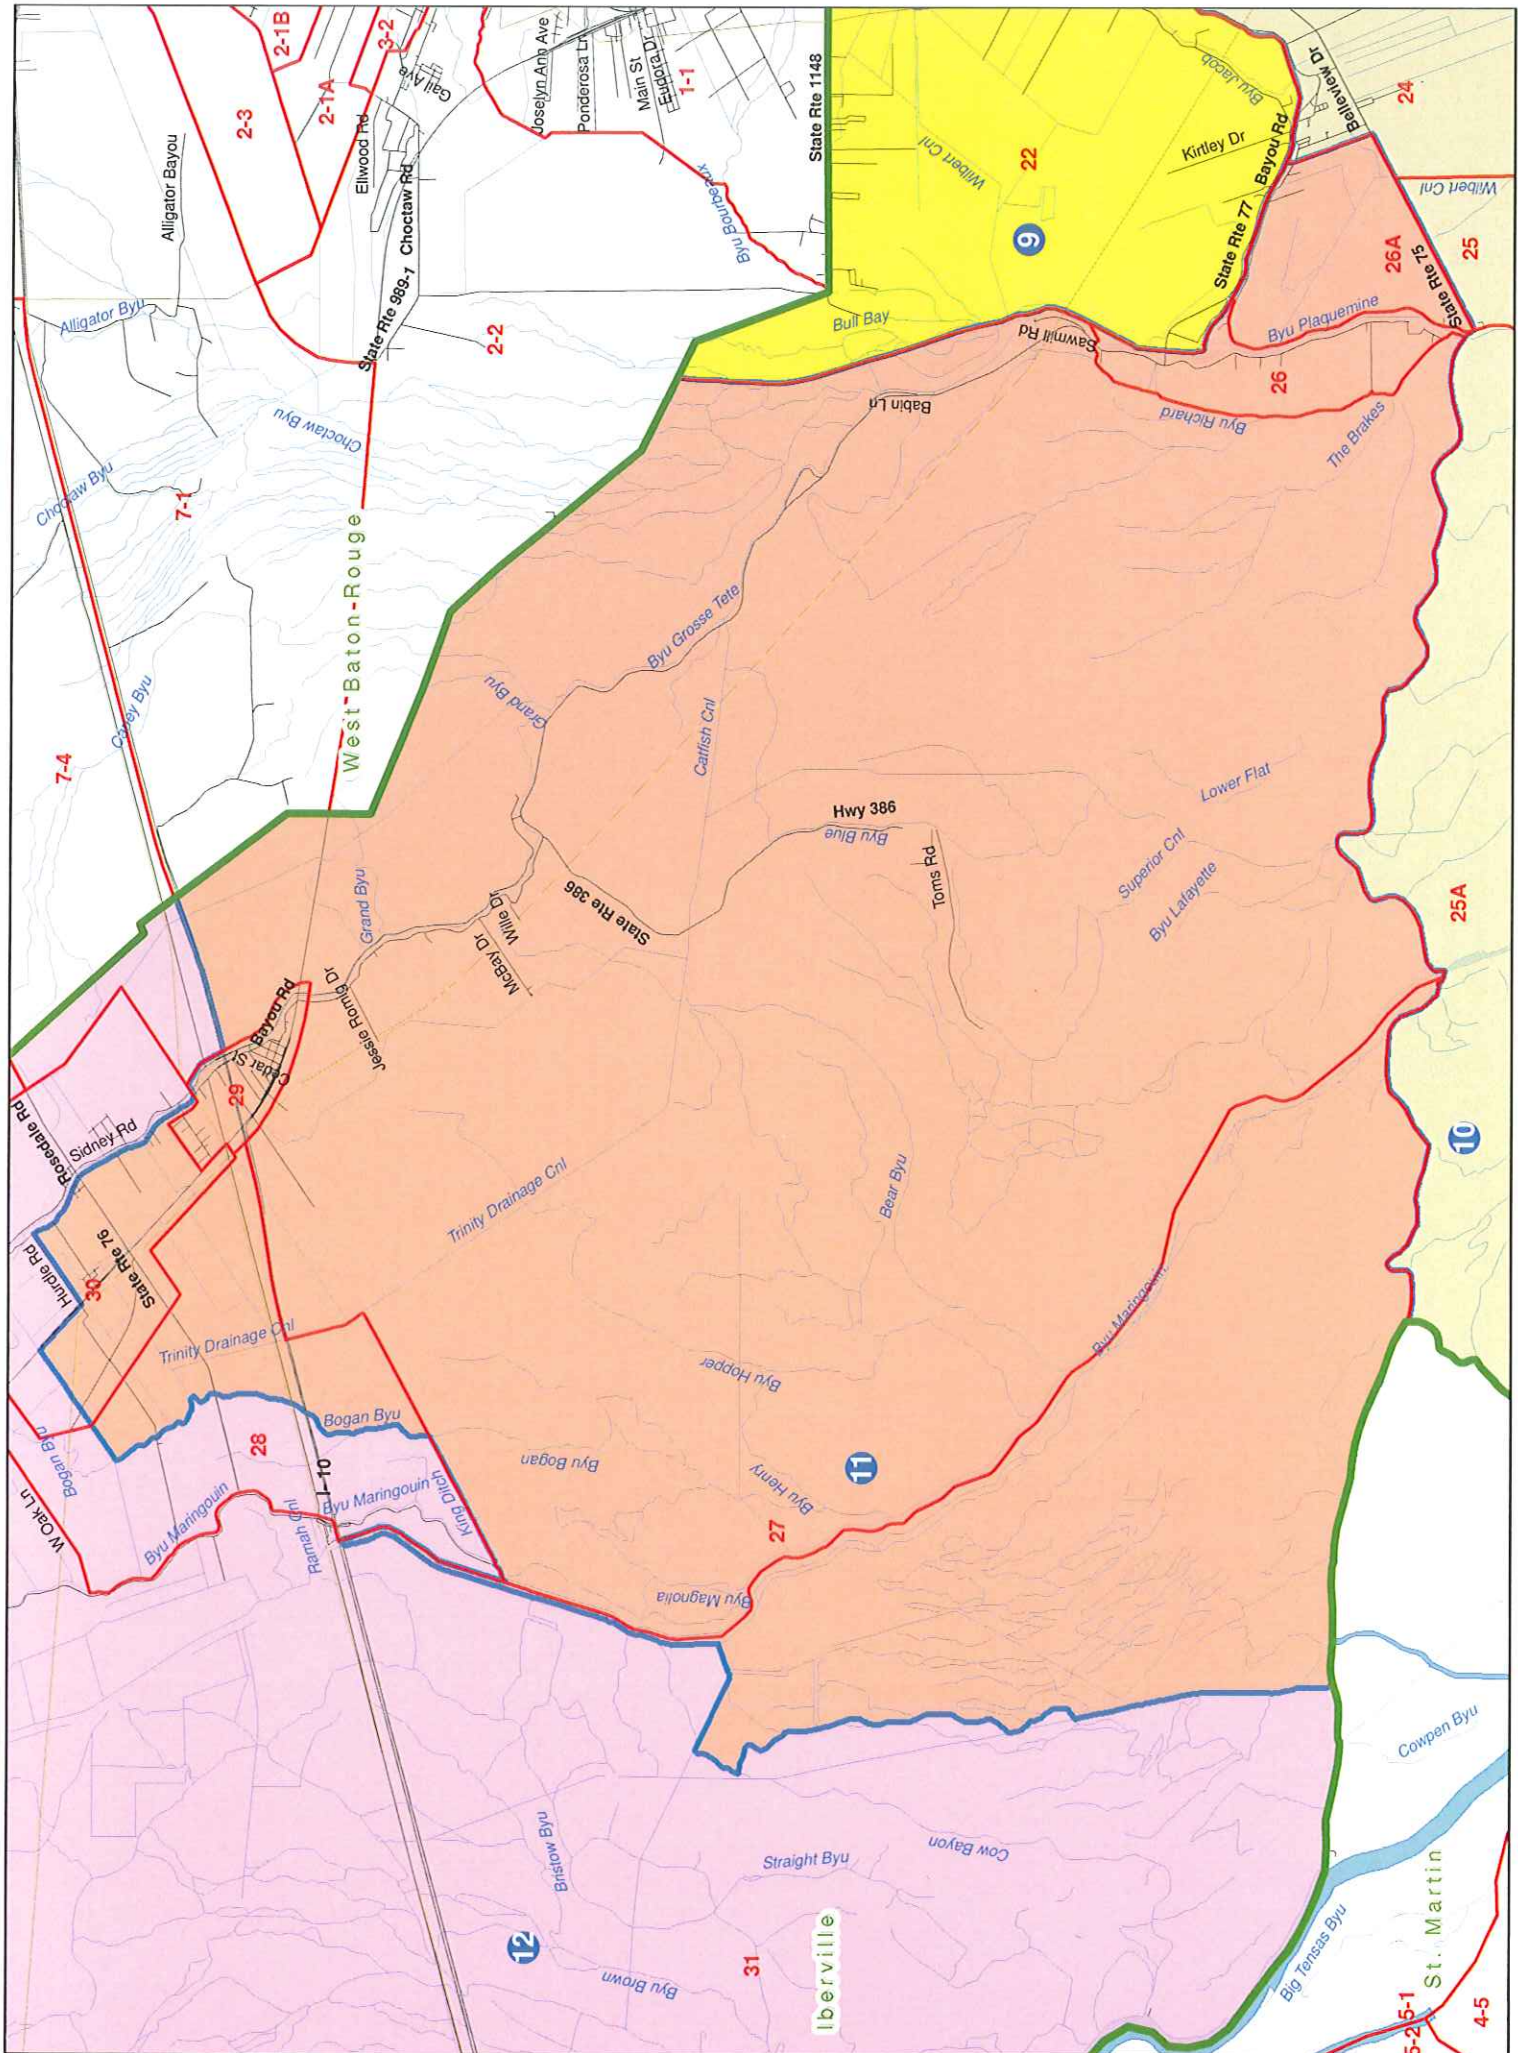 2-1B
3-2
2-3
2-1A
Gail Ave
Joselyn Ann Ave
Ponderosa Ln
Main St
Eudora Dr
1-1
State Rte 1148
Byu Jacob
Belleview Dr
24
Alligator Bayou
Ellwood Rd
Wilbert Cnl
22
Kirtley Dr
Bayou Rd
Wilbert Cnl
State Rte 989-1
Choctaw Rd
Byu Bourbeaux
9
State Rte 77
26A
25
State Rte 75
Alligator Byu
2-2
Bull Bay
Sawmill Rd
Byu Plaquemine
26
Choctaw Byu
Babin Ln
Byu Richard
The Brakes
Choctaw Byu
7-1
West Baton Rouge
Byu Grosse Tete
Casey Byu
7-4
Grand Byu
Catfish Cnl
Hwy 386
Byu Blue
Lower Flat
Grand Byu
Wille Dr
McBay Dr
State Rte 386
Toms Rd
Superior Cnl
Byu Lafayette
25A
Bayou Rd
Jessie Romig Dr
Cedar St
29
Rosedale Rd
Sidney Rd
10
Trinity Drainage Cnl
Bear Byu
Hurdle Rd
30
State Rte 76
Trinity Drainage Cnl
Byu Maringouin
Byu Hopper
Bogan Byu
Bogan Byu
28
Byu Bogan
Byu Henry
11
I- 10
W Oak Ln
Byu Maringouin
Ramah Cnl
Byu Maringouin
King Ditch
27
Byu Magnolia
Cowpen Byu
Bristow Byu
Straight Byu
Cow Bayon
12
Byu Brown
31
Iberville
Big Tensas Byu
St. Martin
5-1
4-5